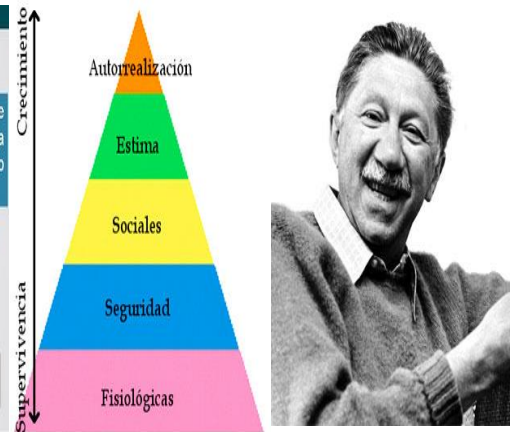 Crecimiento
Supervivencia
Autorrealización
Estima
Sociales
Seguridad
Fisiológicas